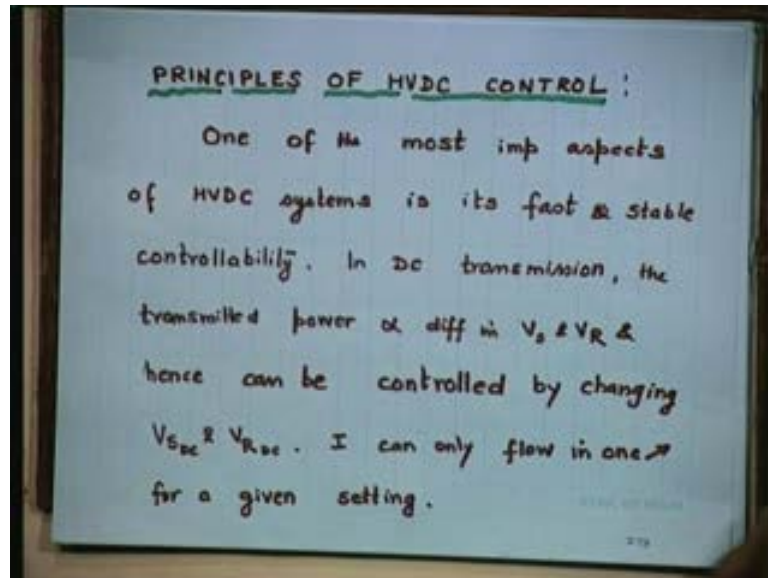 PRINCIPLES OF HVDC CONTROL :
One of the most imp aspects
of HVDC systems is its fast & stable
controllability. In DC transmission, the
transmitted power α diff in Vs & VR &
hence can be controlled by changing
VSDC & VRDC. I can only flow in one
for a given setting.